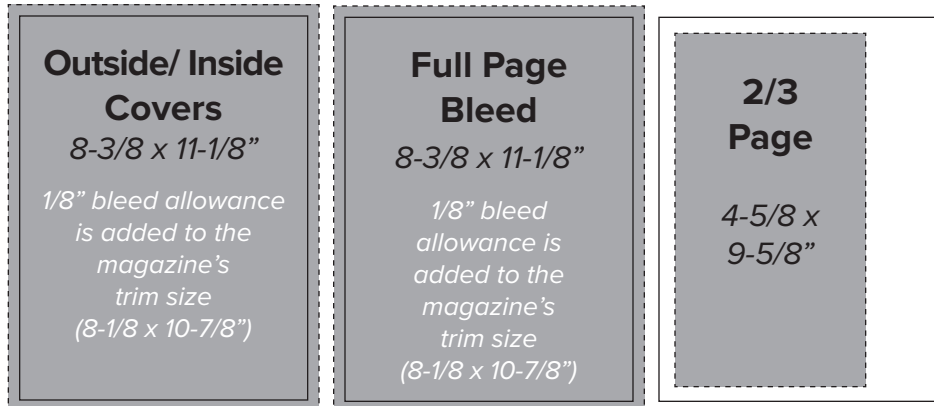 Outside/ Inside
Covers
8-3/8 x 11-1/8”
1/8” bleed allowance
is added to the
magazine’s
trim size
(8-1/8 x 10-7/8”)
Full Page
Bleed
8-3/8 x 11-1/8”
1/8” bleed
allowance is
added to the
magazine’s
trim size
(8-1/8 x 10-7/8”)
2/3
Page
4-5/8 x
9-5/8”